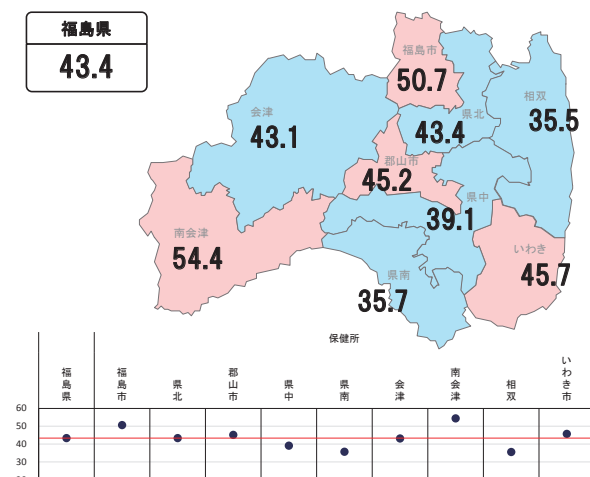 福島県
43.4
福島市
50.7
相双
35.5
会津
43.1
県北
43.4
郡山市
45.2
県中
39.1
南会津
54.4
いわき
45.7
県南
35.7
保健所
福島県
福島市
県北
郡山市
県中
県南
会津
南会津
相双
いわき市
60
50
40
30